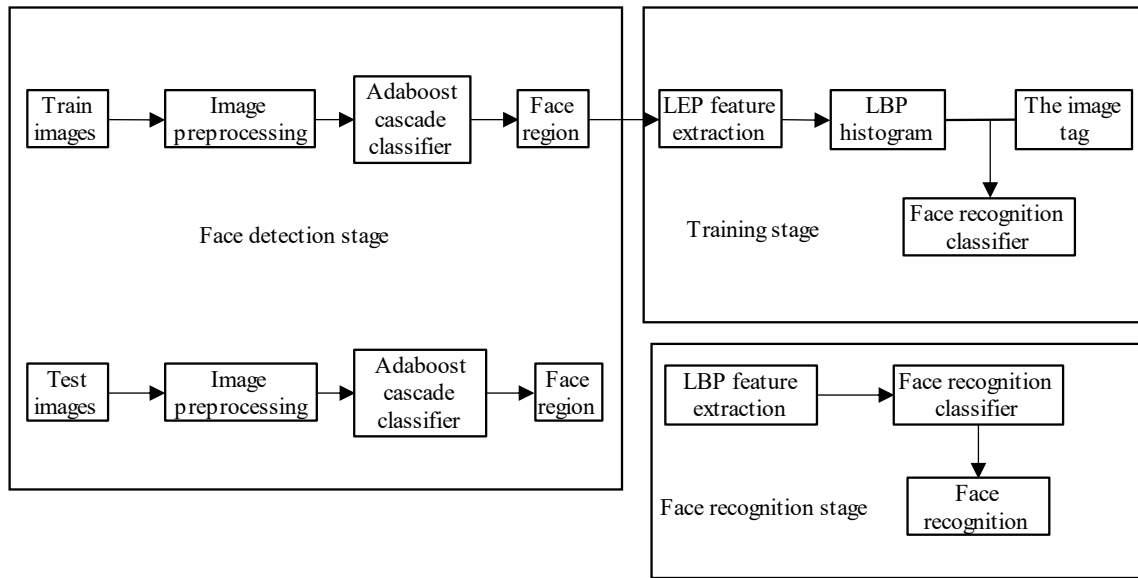 Train
images
Image
preprocessing
Adaboost
cascade
classifier
Face
region
Face detection stage
Test
images
Image
preprocessing
Adaboost
cascade
classifier
Face
region
LEP feature
extraction
LBP
histogram
The image
tag
Face recognition
classifier
Training stage
LBP feature
extraction
Face recognition
classifier
Face
recognition
Face recognition stage